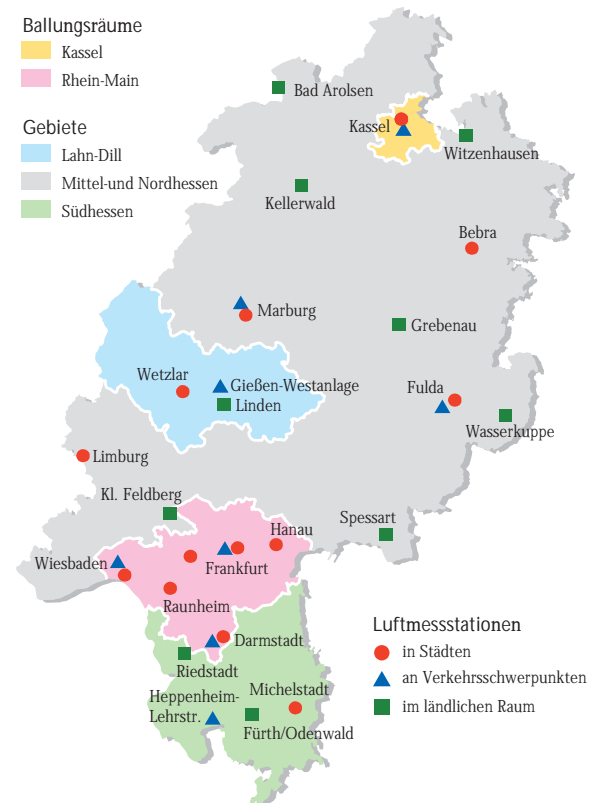 Ballungsräume
Kassel
Rhein-Main
Gebiete
Lahn-Dill
Mittel-und Nordhessen
Südhessen
Bad Arolsen
Kassel
Witzenhausen
Kellerwald
Bebra
Marburg
Grebenau
Wetzlar
Gießen-Westanlage
Linden
Fulda
Wasserkuppe
Limburg
Kl. Feldberg
Spessart
Hanau
Wiesbaden
Frankfurt
Raunheim
Darmstadt
Riedstadt
Heppenheim-
Lehrstr.
Michelstadt
Fürth/Odenwald
Luftmessstationen
in Städten
an Verkehrsschwerpunkten
im ländlichen Raum